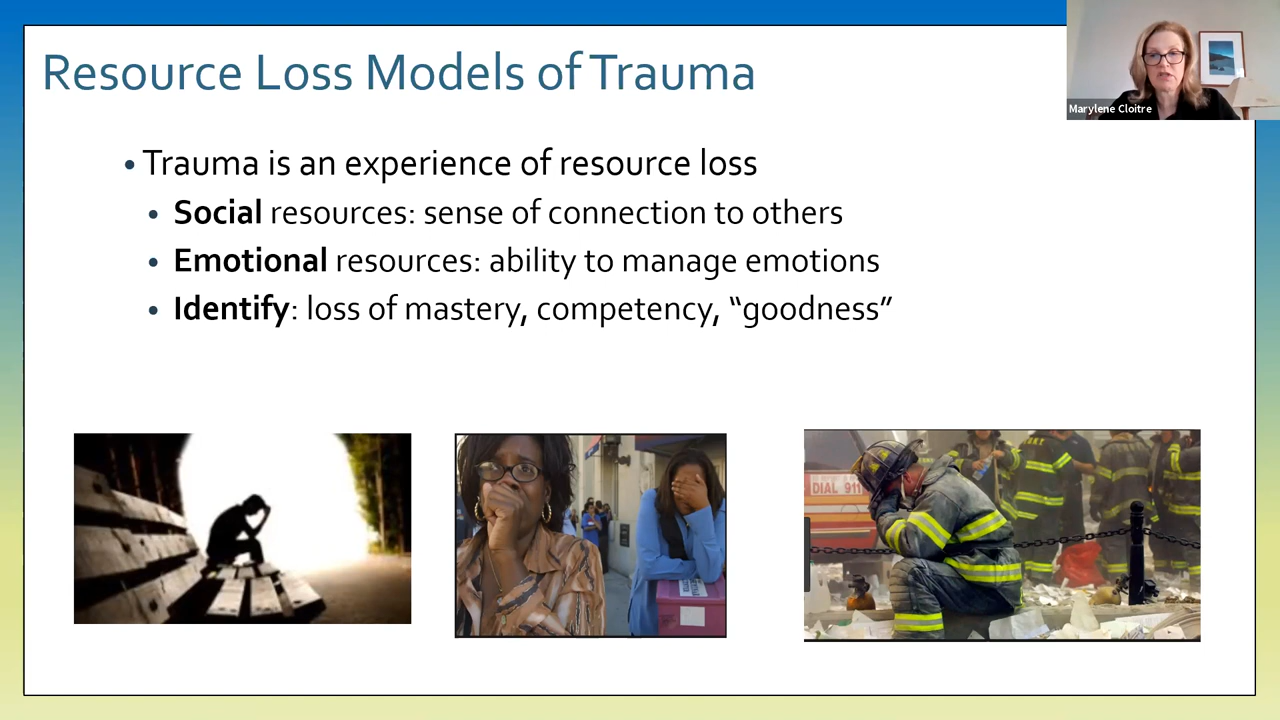 Resource Loss Models of Trauma
Marylene Cloitre
• Trauma is an experience of resource loss
• Social resources: sense of connection to others
• Emotional resources: ability to manage emotions
• Identify: loss of mastery, competency, “goodness”
DIAL 911